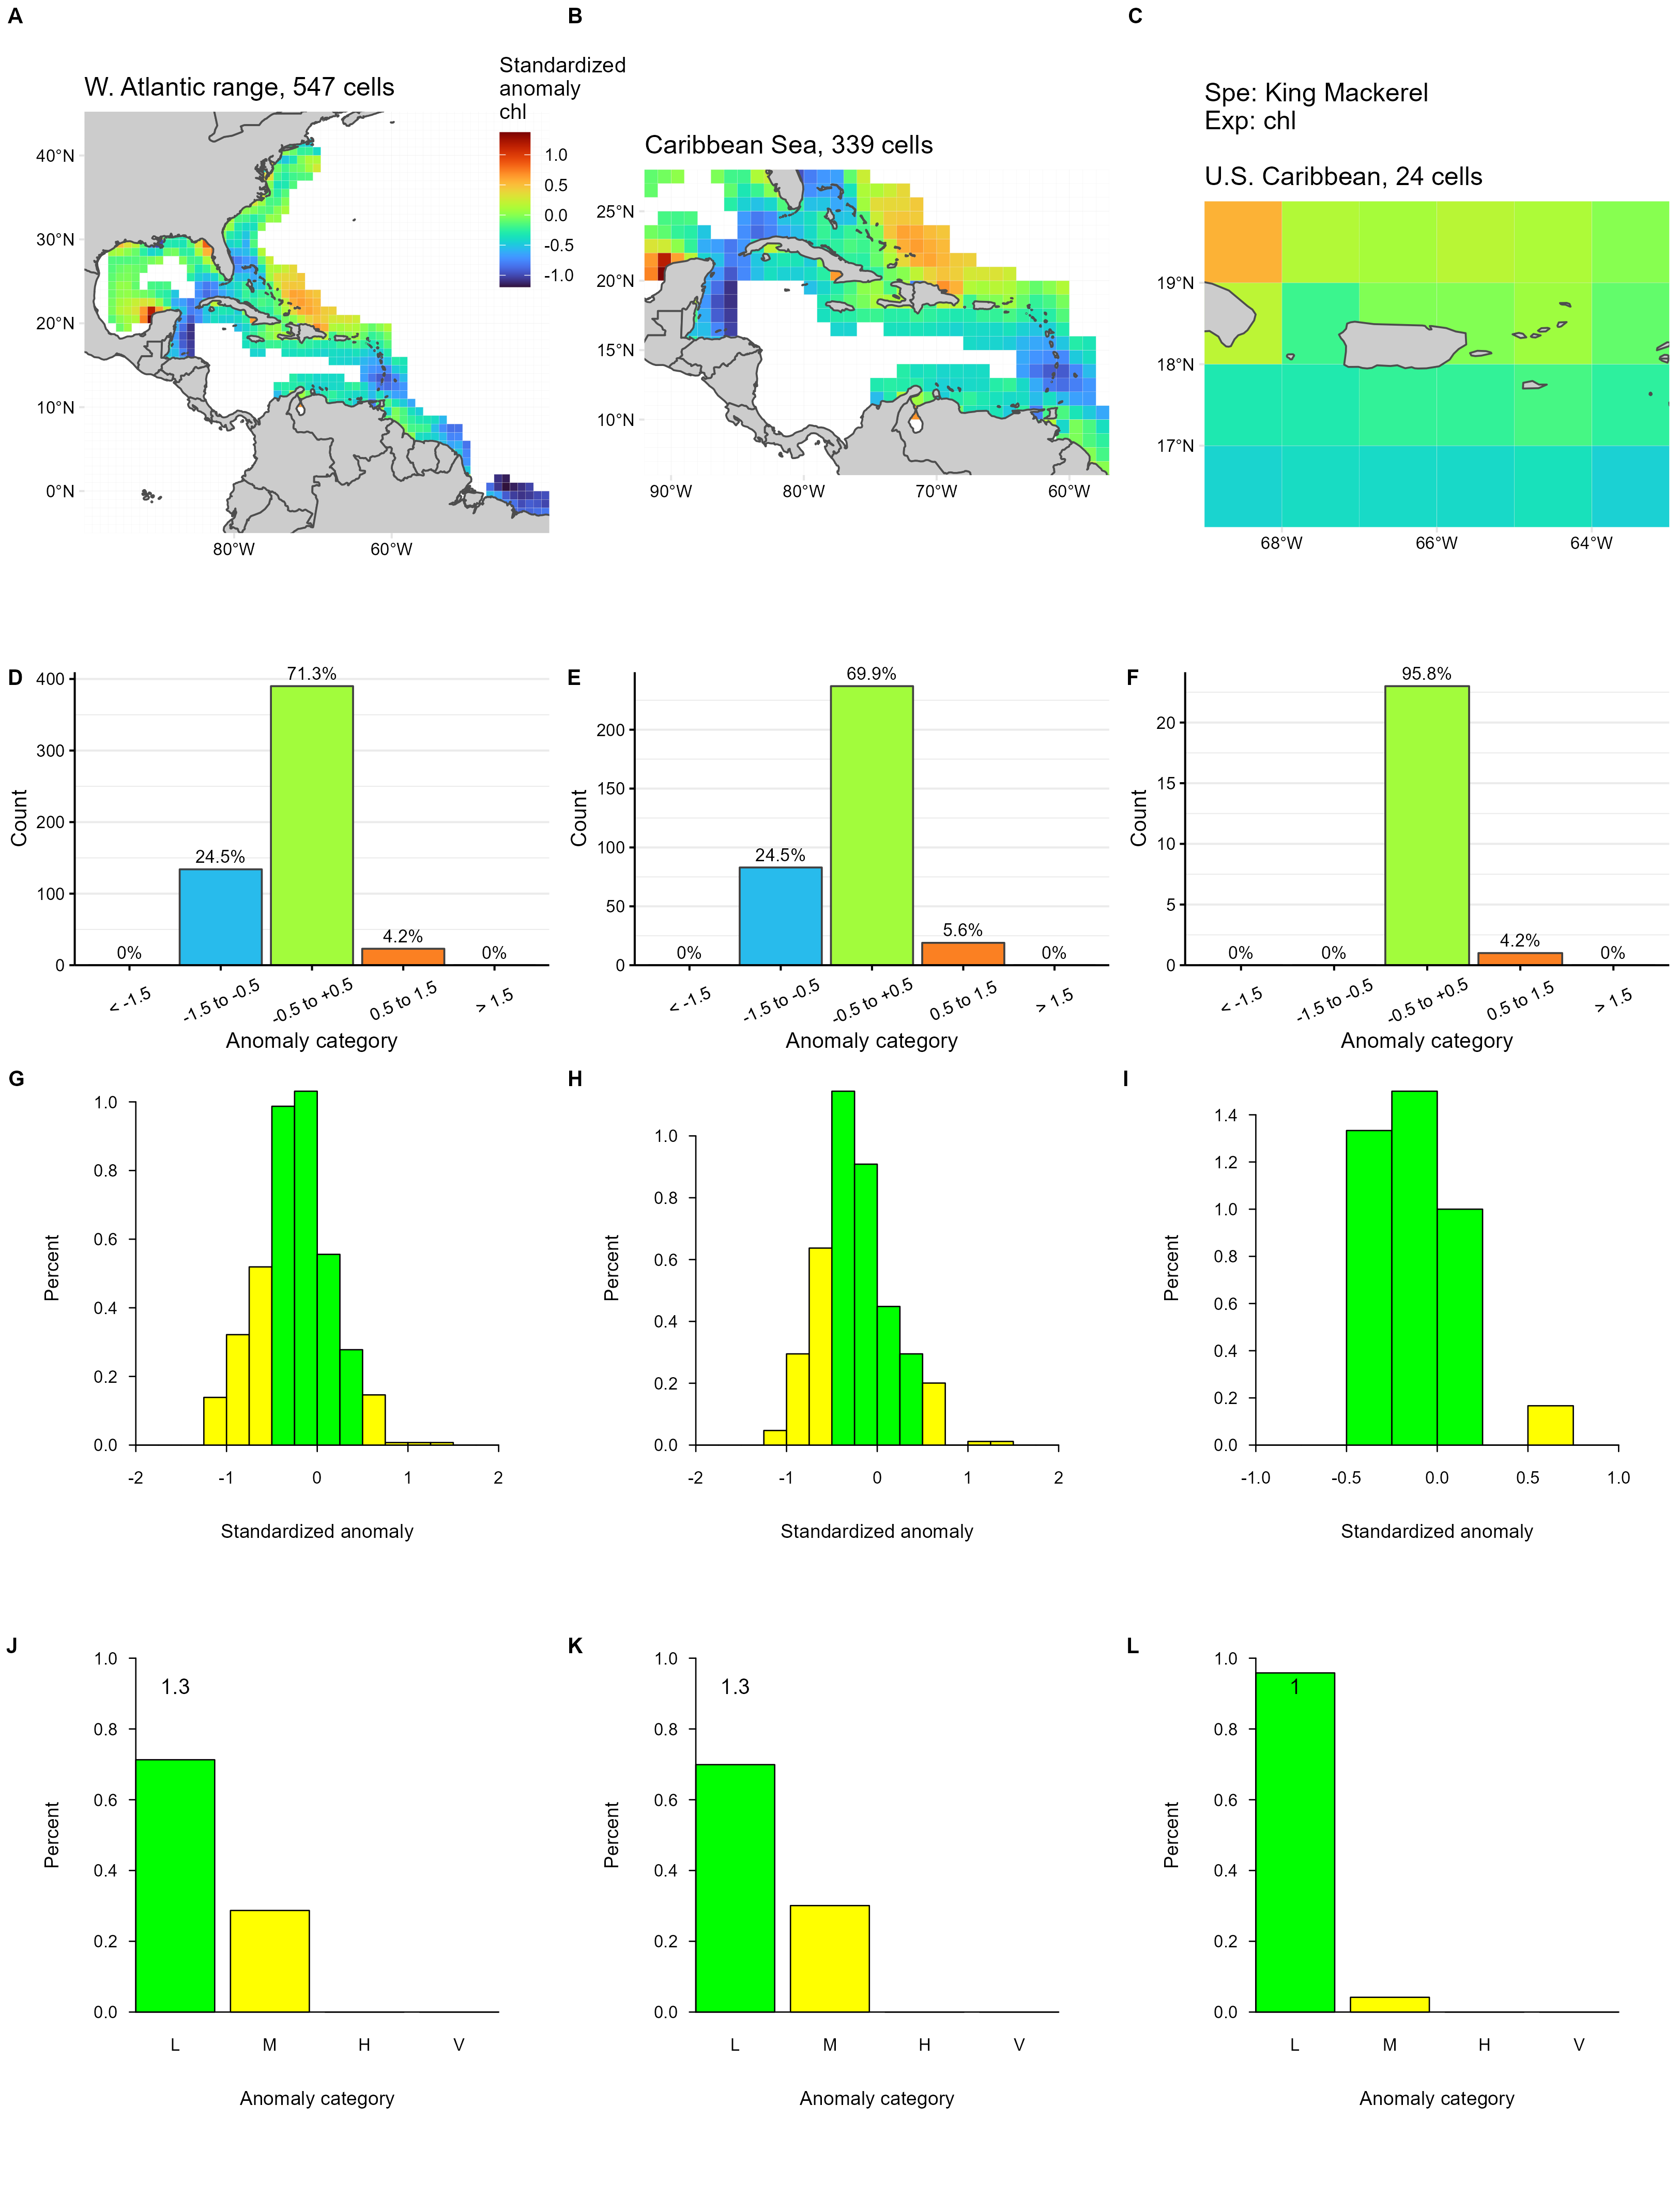 A
B
C
W. Atlantic range, 547 cells
Standardized
anomaly
chl
1.0
0.5
0.0
-0.5
-1.0
40°N
30°N
20°N
10°N
0°N
80°W
60°W
Caribbean Sea, 339 cells
25°N
20°N
15°N
10°N
90°W
80°W
70°W
60°W
Spe: King Mackerel
Exp: chl
U.S. Caribbean, 24 cells
19°N
18°N
17°N
68°W
66°W
64°W
D
Count
400
300
200
100
0
0%
24.5%
71.3%
4.2%
0%
< -1.5
-1.5 to -0.5
-0.5 to +0.5
0.5 to 1.5
> 1.5
Anomaly category
E
Count
200
150
100
50
0
0%
24.5%
69.9%
5.6%
0%
< -1.5
-1.5 to -0.5
-0.5 to +0.5
0.5 to 1.5
> 1.5
Anomaly category
F
Count
20
15
10
5
0
0%
0%
95.8%
4.2%
0%
< -1.5
-1.5 to -0.5
-0.5 to +0.5
0.5 to 1.5
> 1.5
Anomaly category
G
Percent
1.0
0.8
0.6
0.4
0.2
0.0
-2
-1
0
1
2
Standardized anomaly
H
Percent
1.0
0.8
0.6
0.4
0.2
0.0
-2
-1
0
1
2
Standardized anomaly
I
Percent
1.4
1.2
1.0
0.8
0.6
0.4
0.2
0.0
-1.0
-0.5
0.0
0.5
1.0
Standardized anomaly
J
Percent
1.0
0.8
0.6
0.4
0.2
0.0
1.3
L
M
H
V
Anomaly category
K
Percent
1.0
0.8
0.6
0.4
0.2
0.0
1.3
L
M
H
V
Anomaly category
L
Percent
1.0
0.8
0.6
0.4
0.2
0.0
1
L
M
H
V
Anomaly category